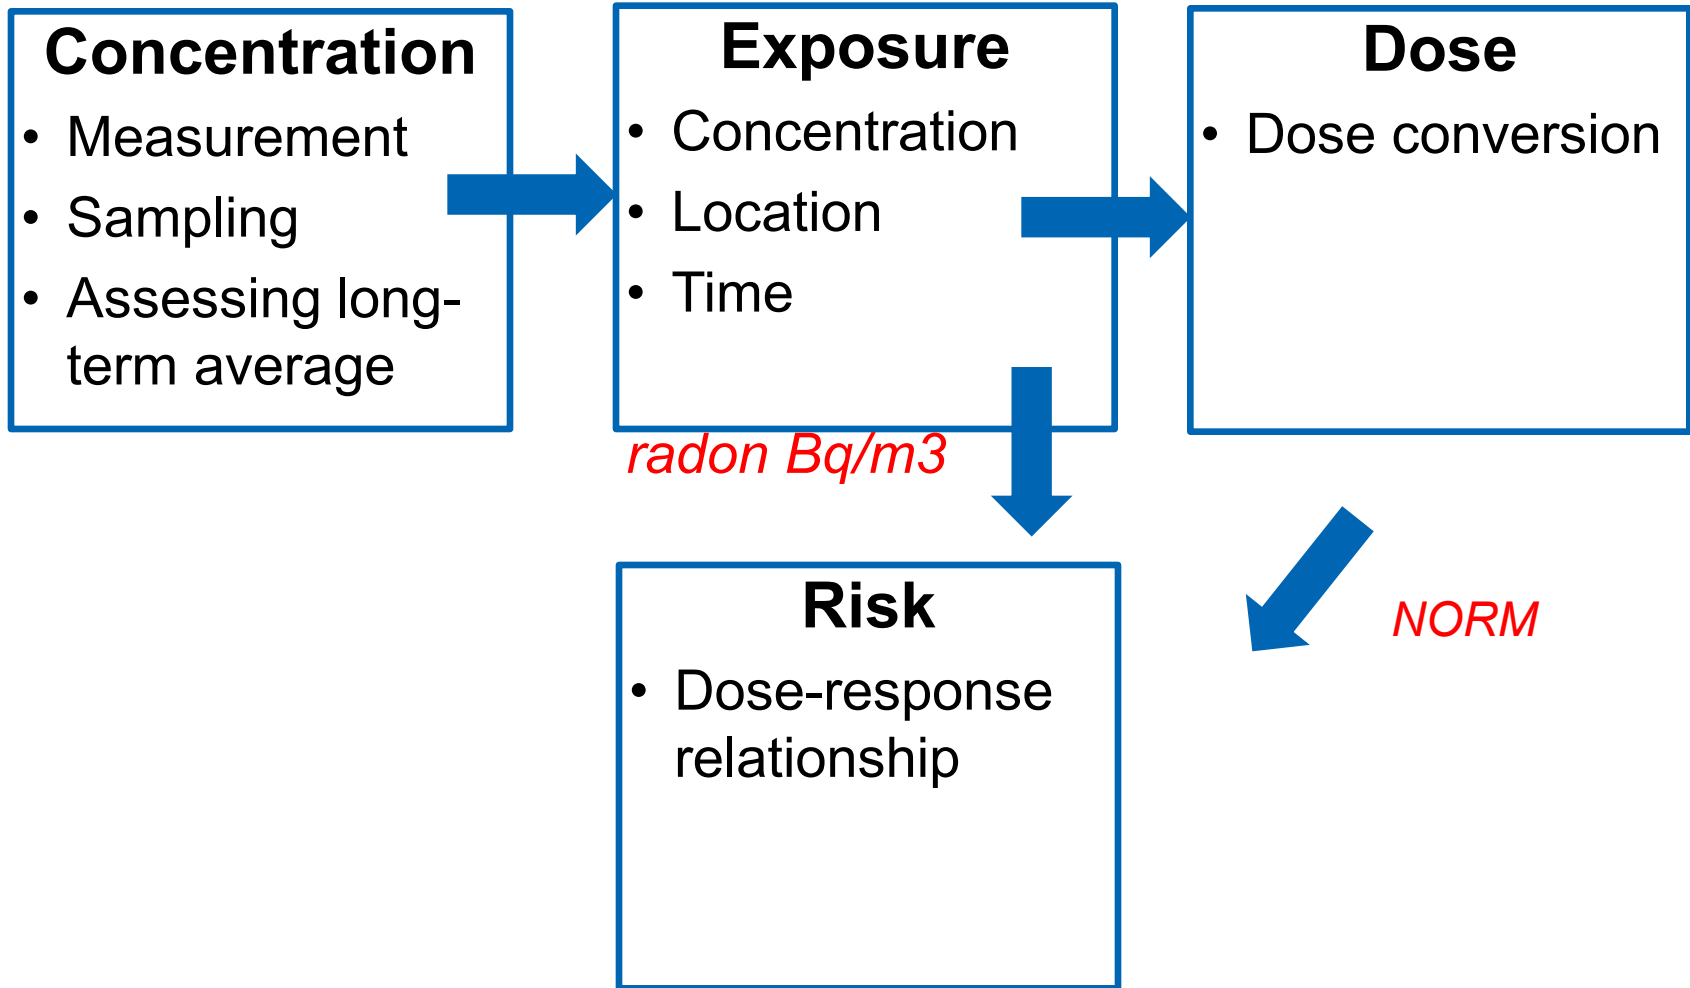 Concentration
• Measurement
• Sampling
• Assessing long-
term average
Exposure
• Concentration
• Location
• Time
Dose
• Dose conversion
radon Bq/m3
NORM
Risk
• Dose-response
relationship